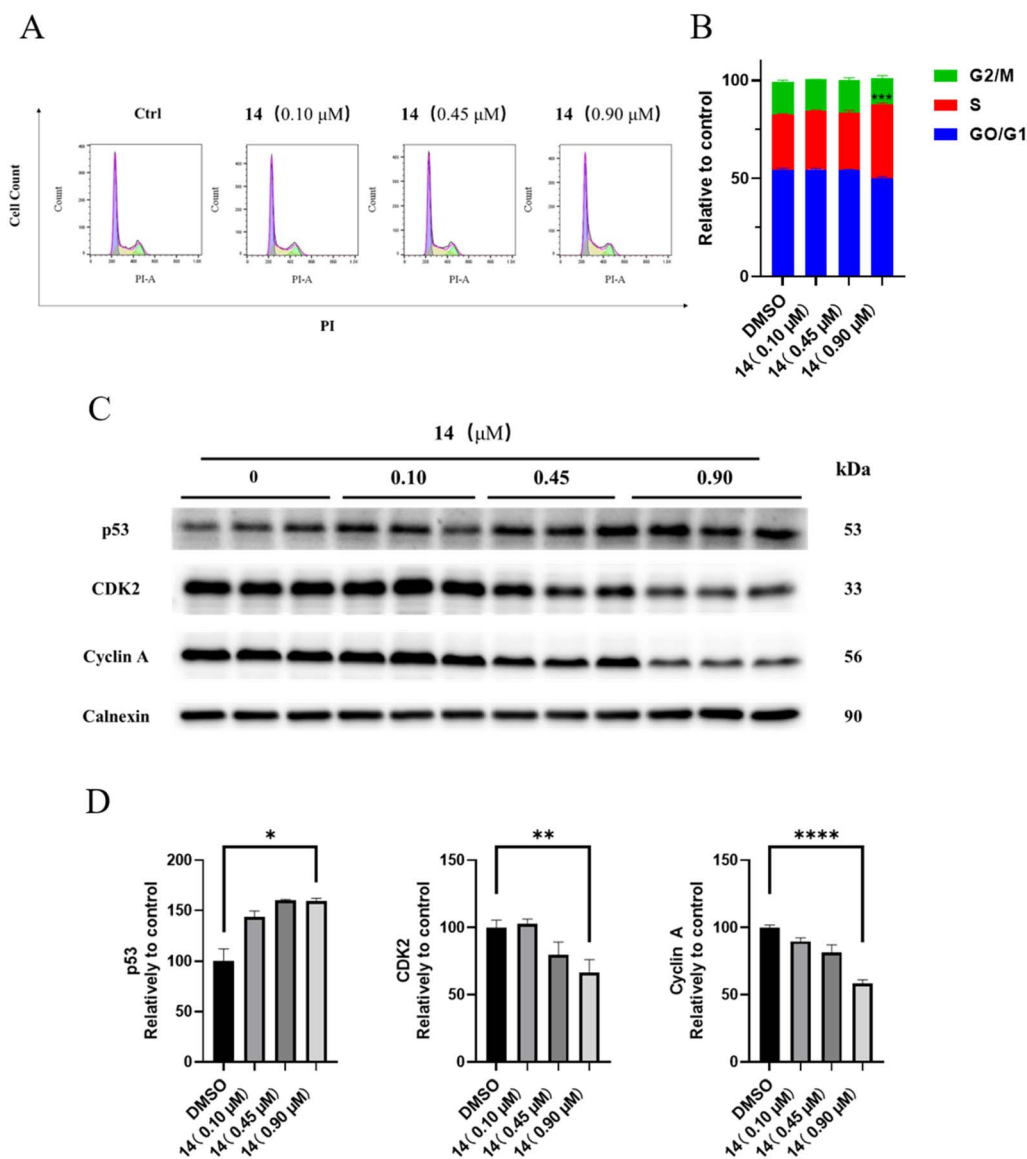 A
B
Ctrl
14 (0.10 μM)
14 (0.45 μM)
14 (0.90 μM)
Cell Count
Count
Count
Count
Count
PI-A
PI-A
PI-A
PI-A
PI
Relative to control
100
50
0
***
G2/M
S
GO/G1
DMSO
14( 0.10 μM)
14( 0.45 μM)
14( 0.90 μM)
C
14 (μM)
0 0.10 0.45 0.90 kDa
p53 53
CDK2 33
Cyclin A 56
Calnexin 90
D
p53
Relatively to control
200
150
100
50
0
*
DMSO
14( 0.10 μM)
14( 0.45 μM)
14( 0.90 μM)
CDK2
Relatively to control
150
100
50
0
**
DMSO
14( 0.10 μM)
14( 0.45 μM)
14( 0.90 μM)
Cyclin A
Relatively to control
150
100
50
0
****
DMSO
14( 0.10 μM)
14( 0.45 μM)
14( 0.90 μM)